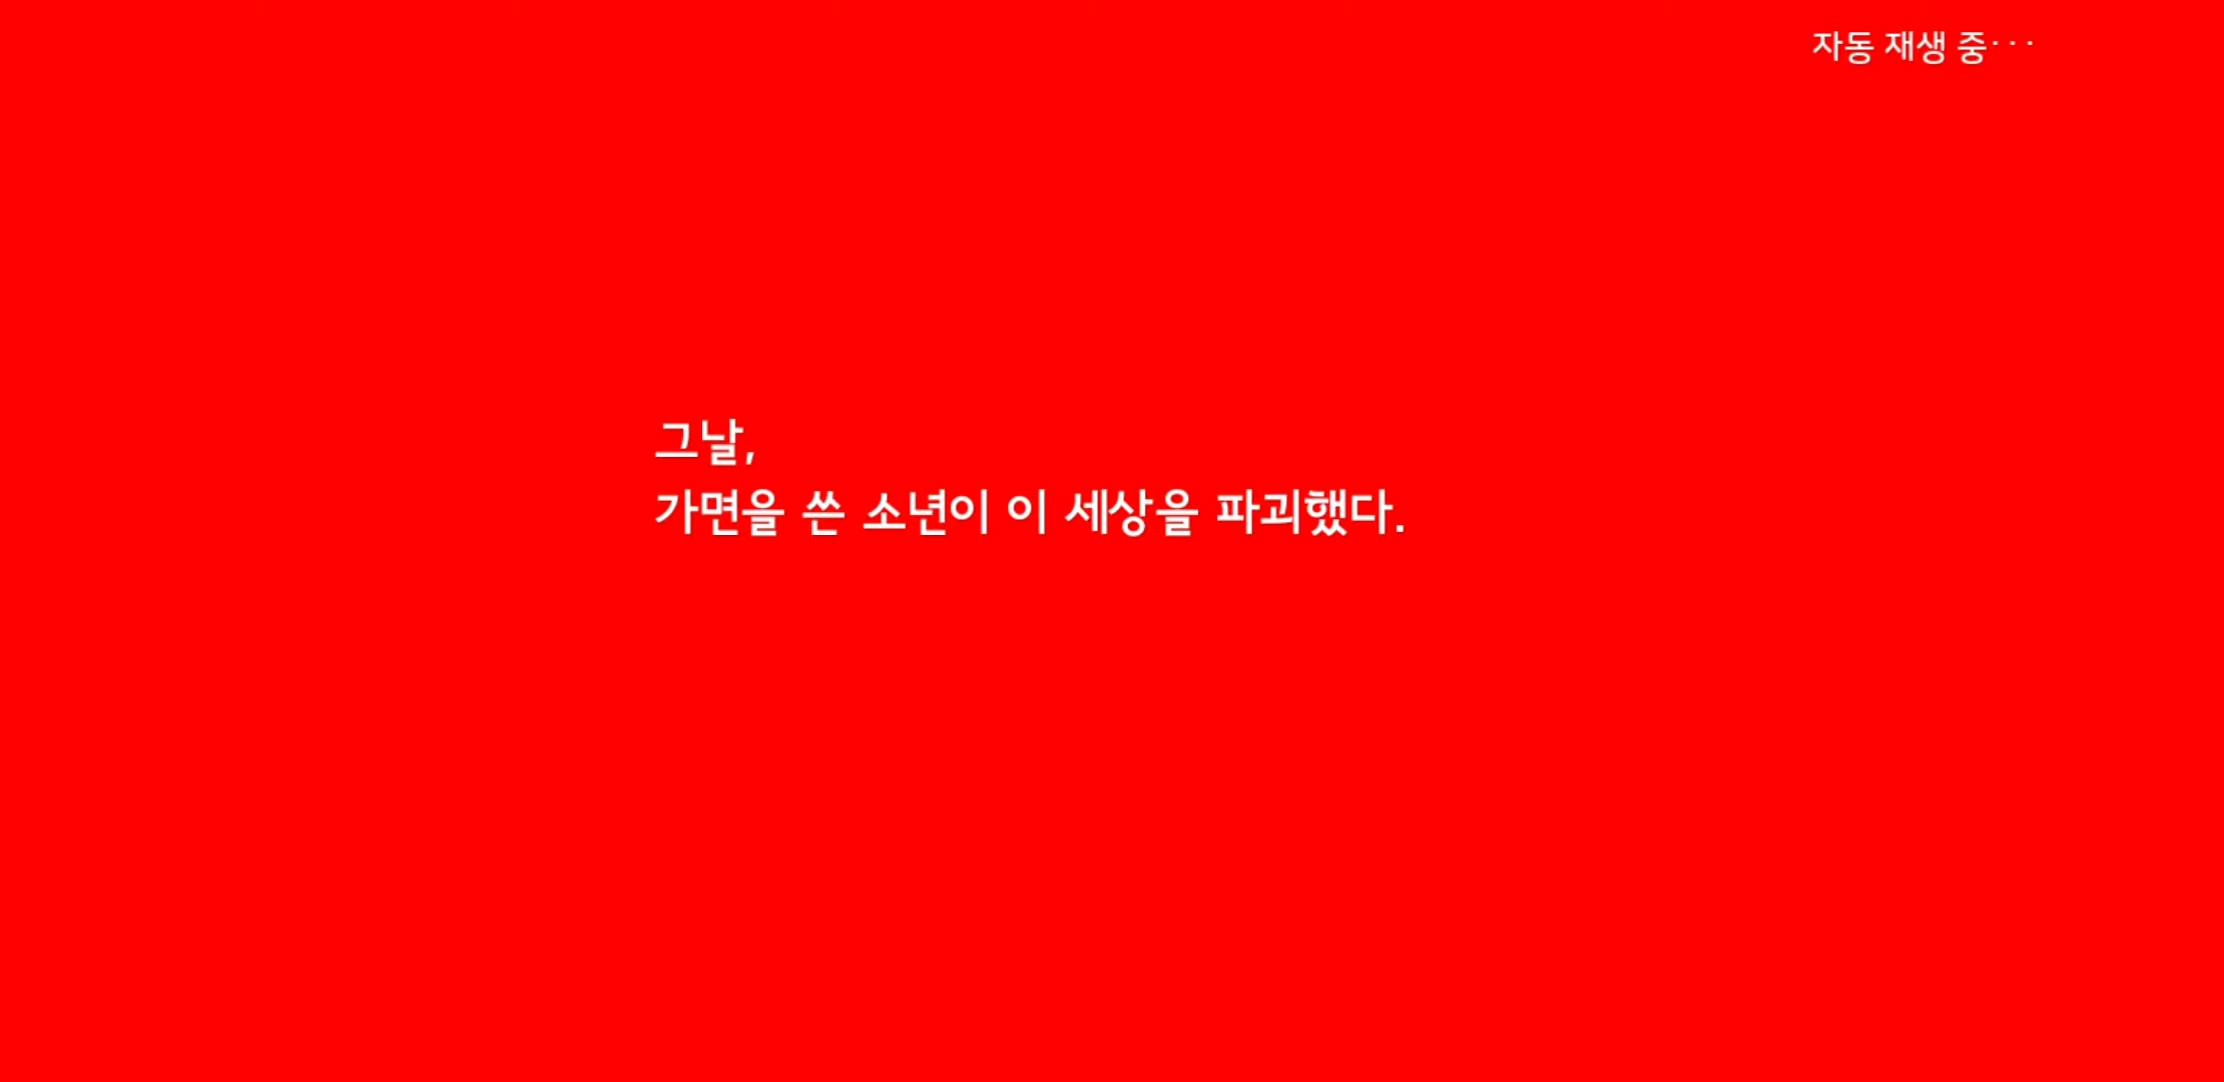 자동 재생 중···
그날,
가면을 쓴 소년이 이 세상을 파괴했다.